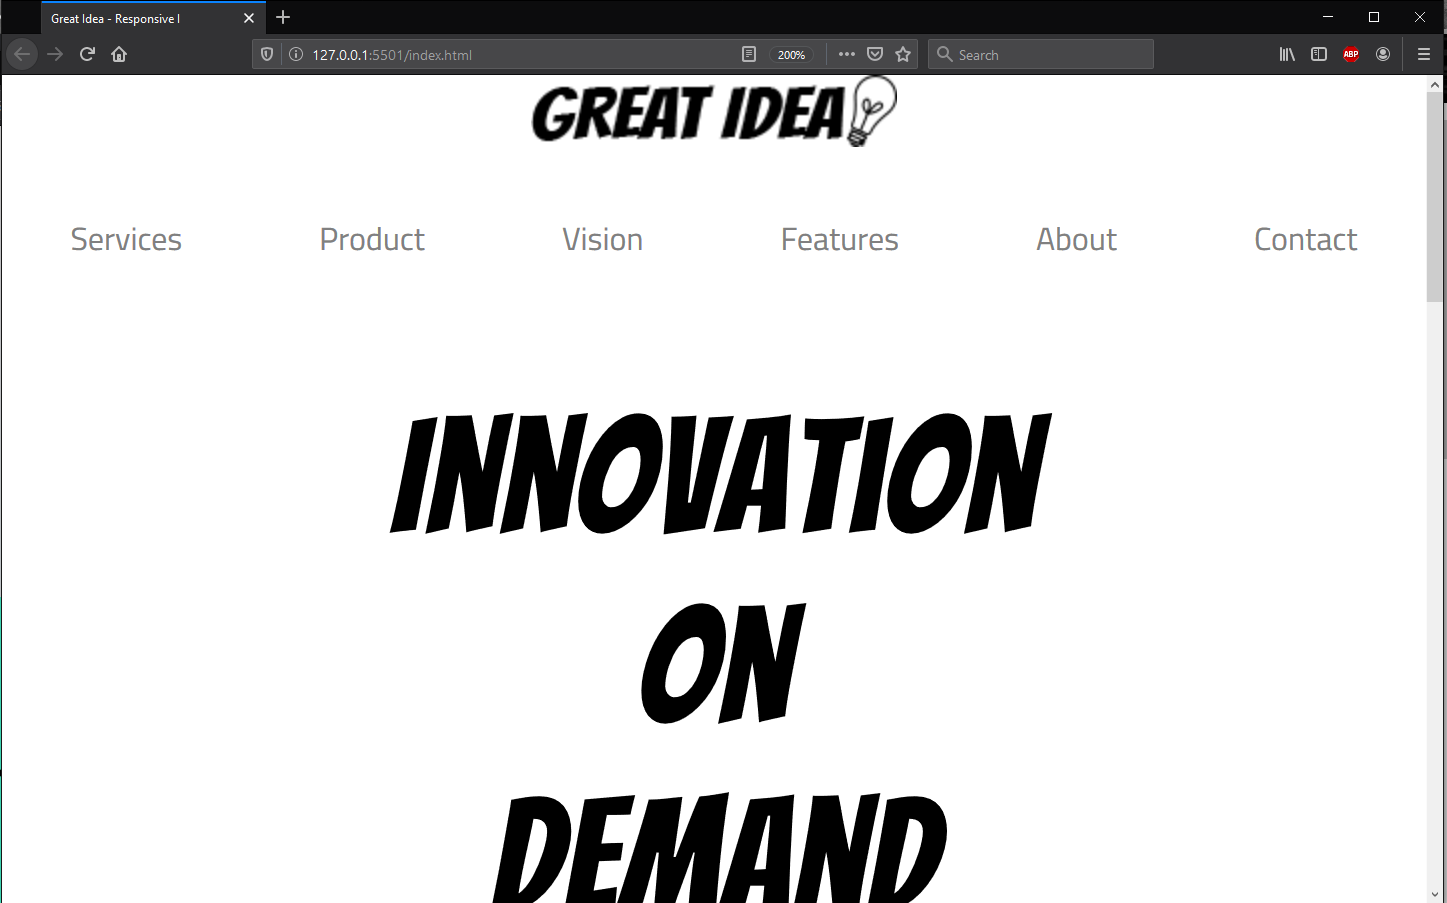 Great Idea - Responsive I
127.0.0.1:5501/index.html
200%
Search
ABP
GREAT IDEA
Services Product Vision Features About Contact
INNOVATION
ON
DEMAND